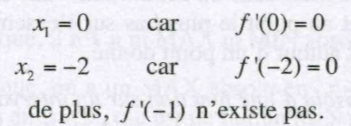 x₁ = 0 car f '(0) = 0
x₂ = −2 car f '(−2) = 0
de plus, f '(−1) n'existe pas.